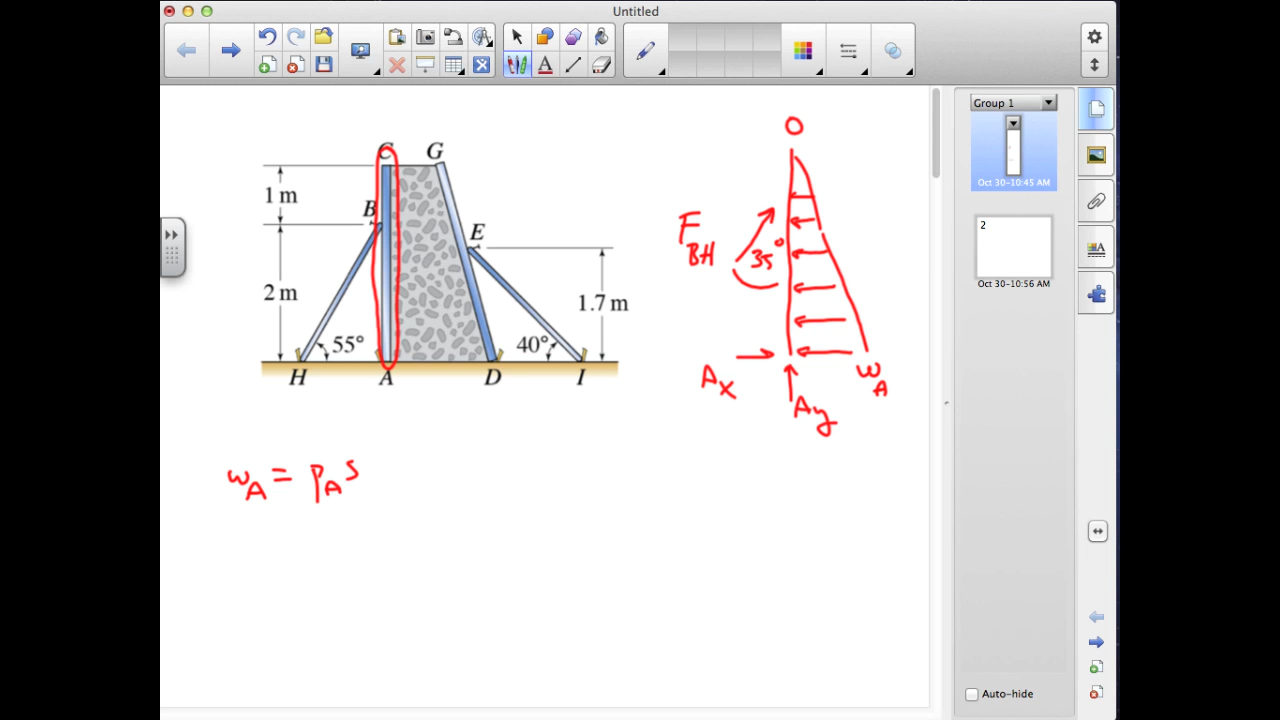 Untitled
Group 1
Oct 30-10:45 AM
2
Oct 30-10:56 AM
Auto-hide
C G
1 m
B
E
2 m
1.7 m
55°
40°
H A D I
O
F BH
35°
A x
A y
w A
w A = p A s